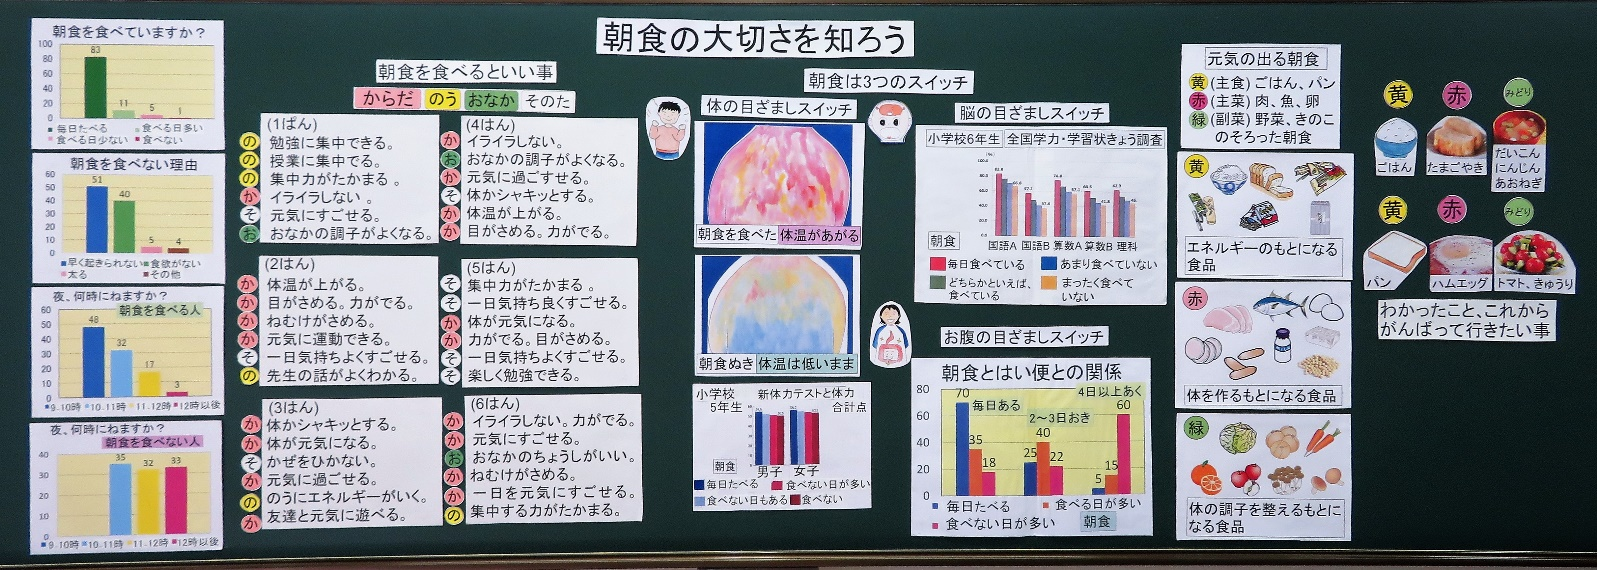 朝食の大切さを知ろう
朝食を食べていますか?
100
80
60
40
20
0
83
11
5
1
毎日たべる 食べる日多い
食べる日少ない 食べない
朝食を食べない理由
60
50
40
30
20
10
0
51
40
5
4
早く起きられない 食欲がない
太る その他
夜、何時にねますか?
朝食を食べる人
60
50
40
30
20
10
0
48
32
17
3
9-10時 10-11時 11-12時 12時以後
夜、何時にねますか?
朝食を食べない人
40
30
20
10
0
35
32
33
9-10時 10-11時 11-12時 12時以後
朝食を食べるといい事
からだ のう おなか そのた
(1ぱん)
の 勉強に集中できる。
の 授業に集中でる。
の 集中力がたかまる 。
か イライラしない 。
そ 元気にすごせる。
お おなかの調子がよくなる。
(2はん)
か 体温が上がる。
か 目がさめる。力がでる。
か ねむけがさめる。
か 元気に運動できる。
そ 一日気持ちよくすごせる。
の 先生の話がよくわかる。
(3はん)
か 体かシャキッとする。
か 体が元気になる。
そ かぜをひかない。
か 元気に過ごせる。
の のうにエネルギーがいく。
か 友達と元気に遊べる。
(4はん)
か イライラしない。
お おなかの調子がよくなる。
か 元気に過ごすせる。
そ 体かシャキッとする。
か 体温が上がる。
か 目がさめる。力がでる。
(5はん)
そ 集中力がたかまる。
そ 一日気持ち良くすごせる。
か 体が元気になる。
か 力がでる。目がさめる。
そ 一日気持ちよくすごせる。
そ 楽しく勉強できる。
(6はん)
か イライラしない。力がでる。
か 元気にすごせる。
お おなかのちょうしがいい。
か ねむけがさめる。
か 一日を元気にすごせる。
の 集中する力がたかまる。
朝食は3つのスイッチ
体の目ざましスイッチ
朝食を食べた 体温があがる
朝食ぬき 体温は低いまま
小学校
5年生
新体力テストと体力
合計点
朝食
男子 女子
毎日たべる 食べない日が多い
食べない日もある 食べない
脳の目ざましスイッチ
小学校6年生 全国学力・学習状きょう調査
国語A 国語B 算数A 算数B 理科
朝食
毎日食べている あまり食べていない
どちらかといえば、
食べている
まったく食べて
いない
お腹の目ざましスイッチ
朝食とはい便との関係
80
60
40
20
0
70
毎日ある
35
18
2~3日おき
25
40
22
4日以上あく
5
15
60
毎日たべる 食べる日が多い
食べない日が多い 朝食
元気の出る朝食
黄 (主食) ごはん、パン
赤 (主菜) 肉、魚、卵
緑 (副菜) 野菜、きのこ
のそろった朝食
黄
エネルギーのもとになる
食品
赤
体を作るもとになる食品
緑
体の調子を整えるもとに
なる食品
黄 赤 みどり
ごはん
たまごやき
だいこん
にんじん
あおねぎ
黄 赤 みどり
パン
ハムエッグ
トマト、きゅうり
わかったこと、これから
がんばって行きたい事